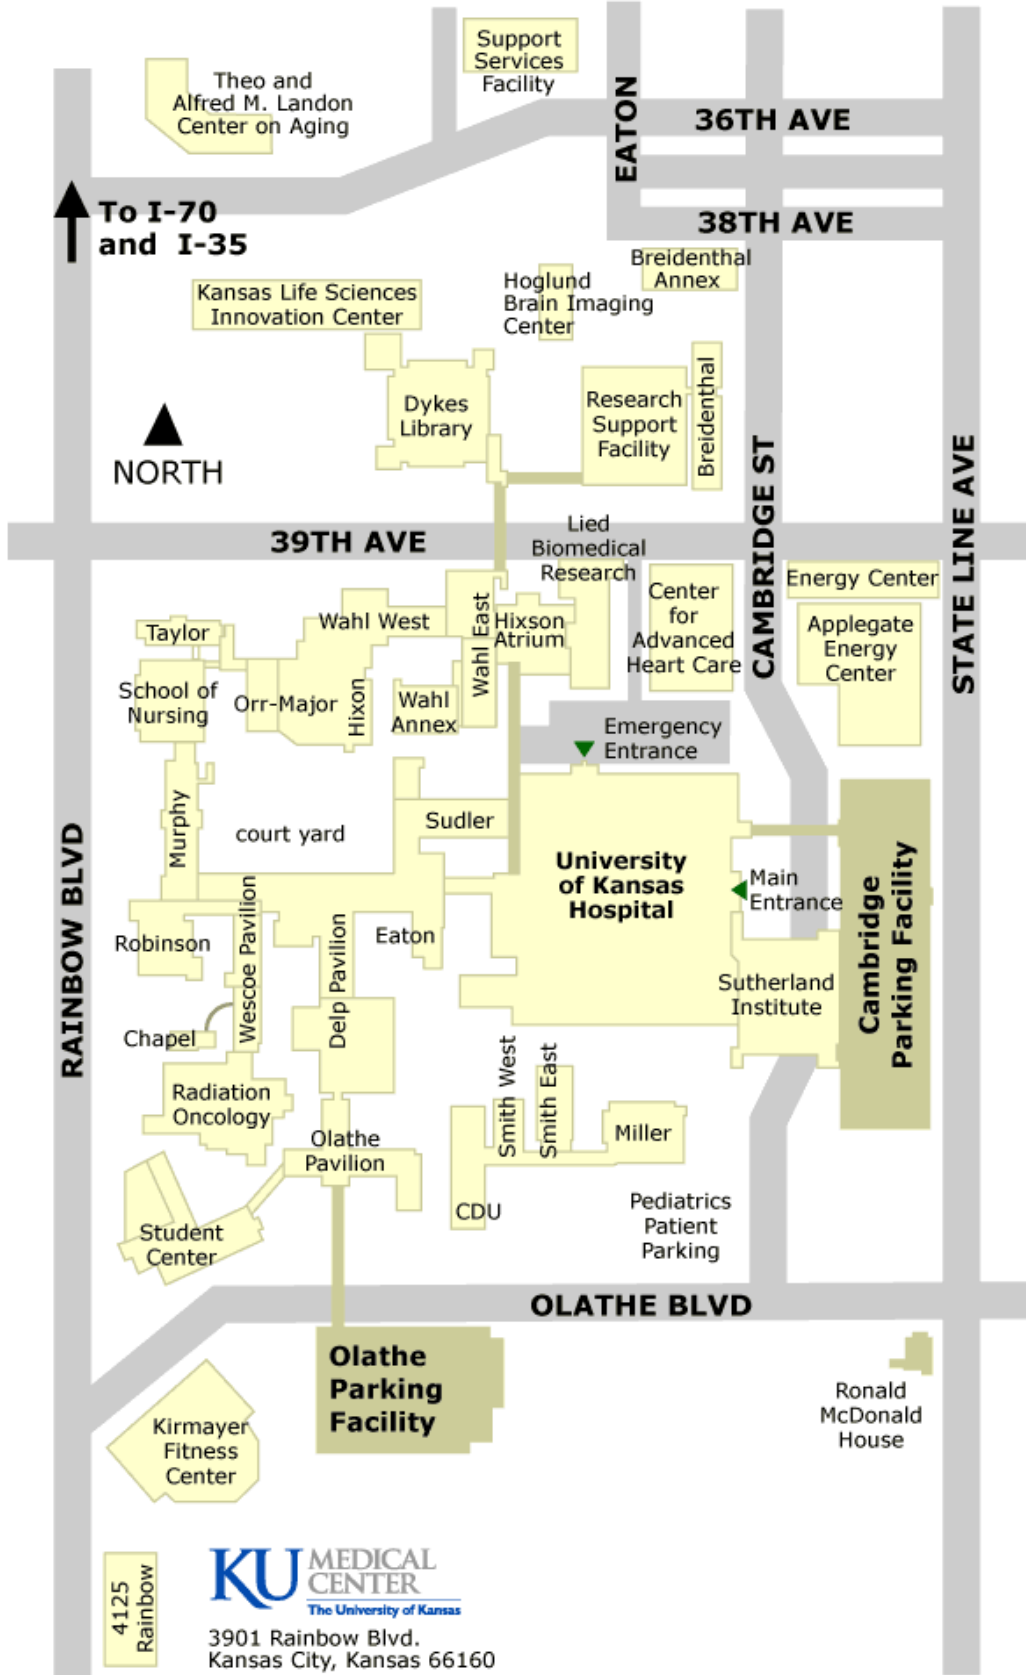 Support
Services
Facility
Theo and
Alfred M. Landon
Center on Aging
EATON
36TH AVE
38TH AVE
To I-70
and I-35
Breidenthal
Annex
Hoglund
Brain Imaging
Center
Kansas Life Sciences
Innovation Center
Dykes
Library
Research
Support
Facility
Breidenthal
NORTH
CAMBRIDGE ST
STATE LINE AVE
39TH AVE
Lied
Biomedical
Research
Energy Center
Center
for
Advanced
Heart Care
Applegate
Energy
Center
Taylor
Wahl West
Wahl East
Hixson
Atrium
School of
Nursing
Orr-Major
Hixon
Wahl
Annex
Emergency
Entrance
Murphy
court yard
Sudler
University
of Kansas
Hospital
Main
Entrance
Cambridge
Parking Facility
RAINBOW BLVD
Robinson
Wescoe Pavilion
Delp Pavilion
Eaton
Sutherland
Institute
Chapel
Radiation
Oncology
Smith West
Smith East
Miller
Olathe
Pavilion
CDU
Pediatrics
Patient
Parking
Student
Center
OLATHE BLVD
Olathe
Parking
Facility
Ronald
McDonald
House
Kirmayer
Fitness
Center
4125
Rainbow
KU MEDICAL
CENTER
The University of Kansas
3901 Rainbow Blvd.
Kansas City, Kansas 66160